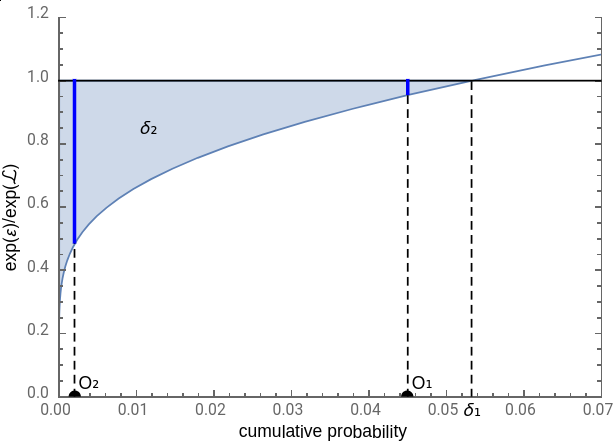 1.2
1.0
0.8
0.6
0.4
0.2
0.0
exp(ε)/exp(ℒ)
δ₂
O₂
O₁
0.00 0.01 0.02 0.03 0.04 0.05 δ₁ 0.06 0.07
cumulative probability